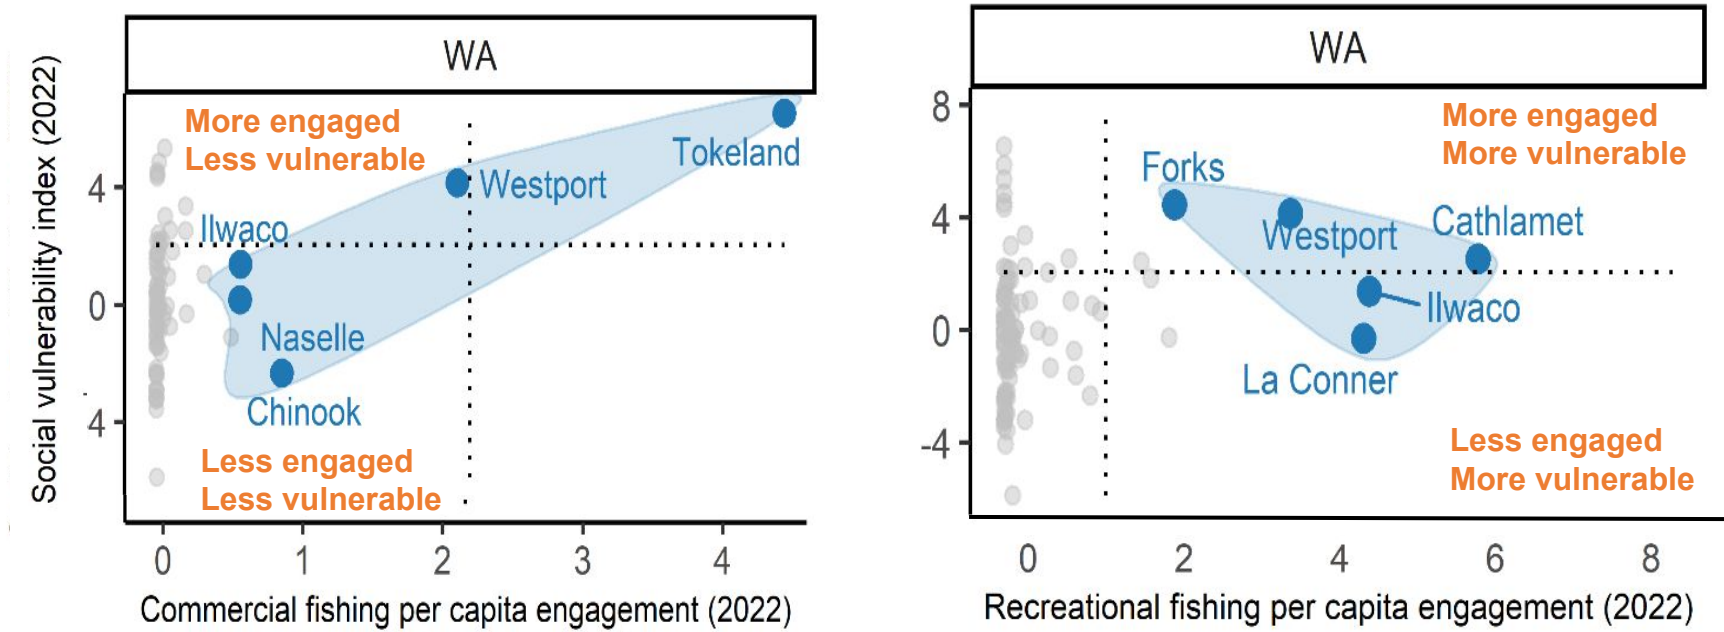 WA
Social vulnerability index (2022)
More engaged
Less vulnerable
Tokeland
Westport
Ilwaco
Naselle
Chinook
Less engaged
Less vulnerable
4
0
4
0
1
2
3
4
Commercial fishing per capita engagement (2022)
WA
More engaged
More vulnerable
Forks
Westport
Cathlamet
Ilwaco
La Conner
Less engaged
More vulnerable
8
4
0
-4
0
2
4
6
8
Recreational fishing per capita engagement (2022)